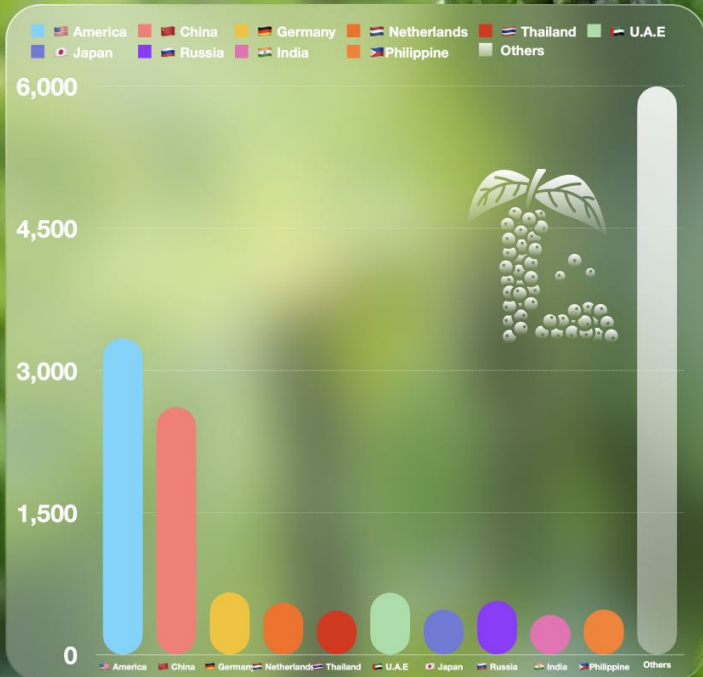 America China Germany Netherlands Thailand U.A.E
Japan Russia India Philippine Others
6,000
4,500
3,000
1,500
0
America China German Netherlands Thailand U.A.E Japan Russia India Philippine Others